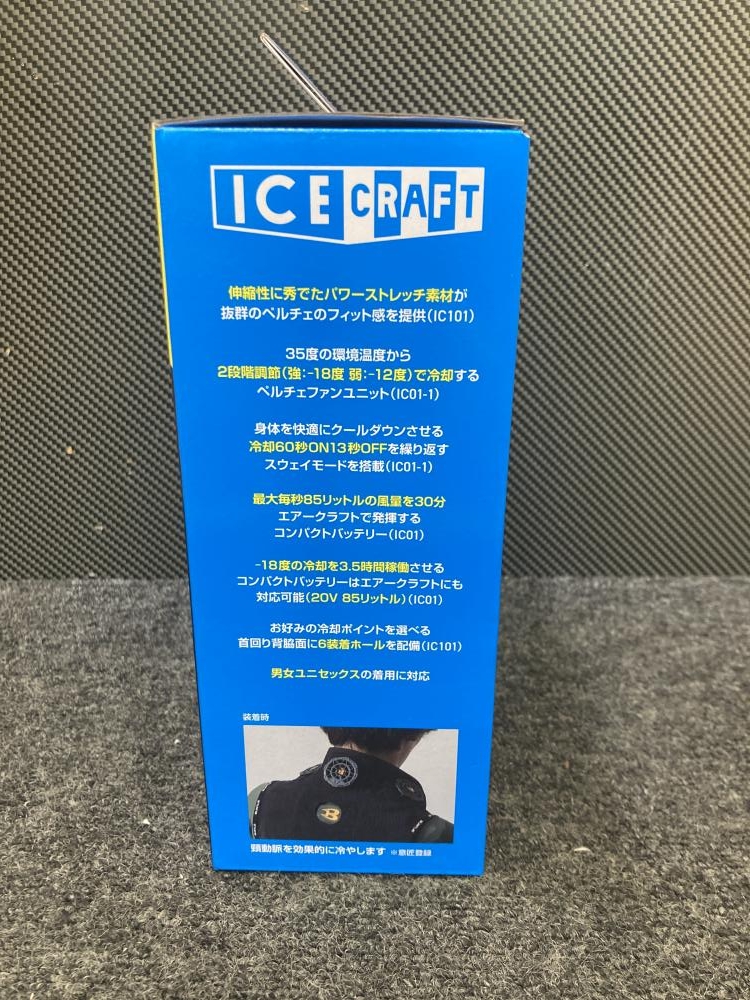 ICE CRAFT
伸縮性に秀でたパワーストレッチ素材が
抜群のペルチェのフィット感を提供(IC101)
35度の環境温度から
2段階調節(強:-18度 弱:-12度)で冷却する
ペルチェファンユニット(IC01-1)
身体を快適にクールダウンさせる
冷却60秒ON13秒OFFを繰り返す
スウェイモードを搭載(IC01-1)
最大毎秒85リットルの風量を30分
エアークラフトで発揮する
コンパクトバッテリー(IC01)
-18度の冷却を3.5時間稼働させる
コンパクトバッテリーはエアークラフトにも
対応可能(20V 85リットル)(IC01)
お好みの冷却ポイントを選べる
首回り背脇面に6装着ホールを配備(IC101)
男女ユニセックスの着用に対応
装着時
B
頸動脈を効果的に冷やします ※意匠登録